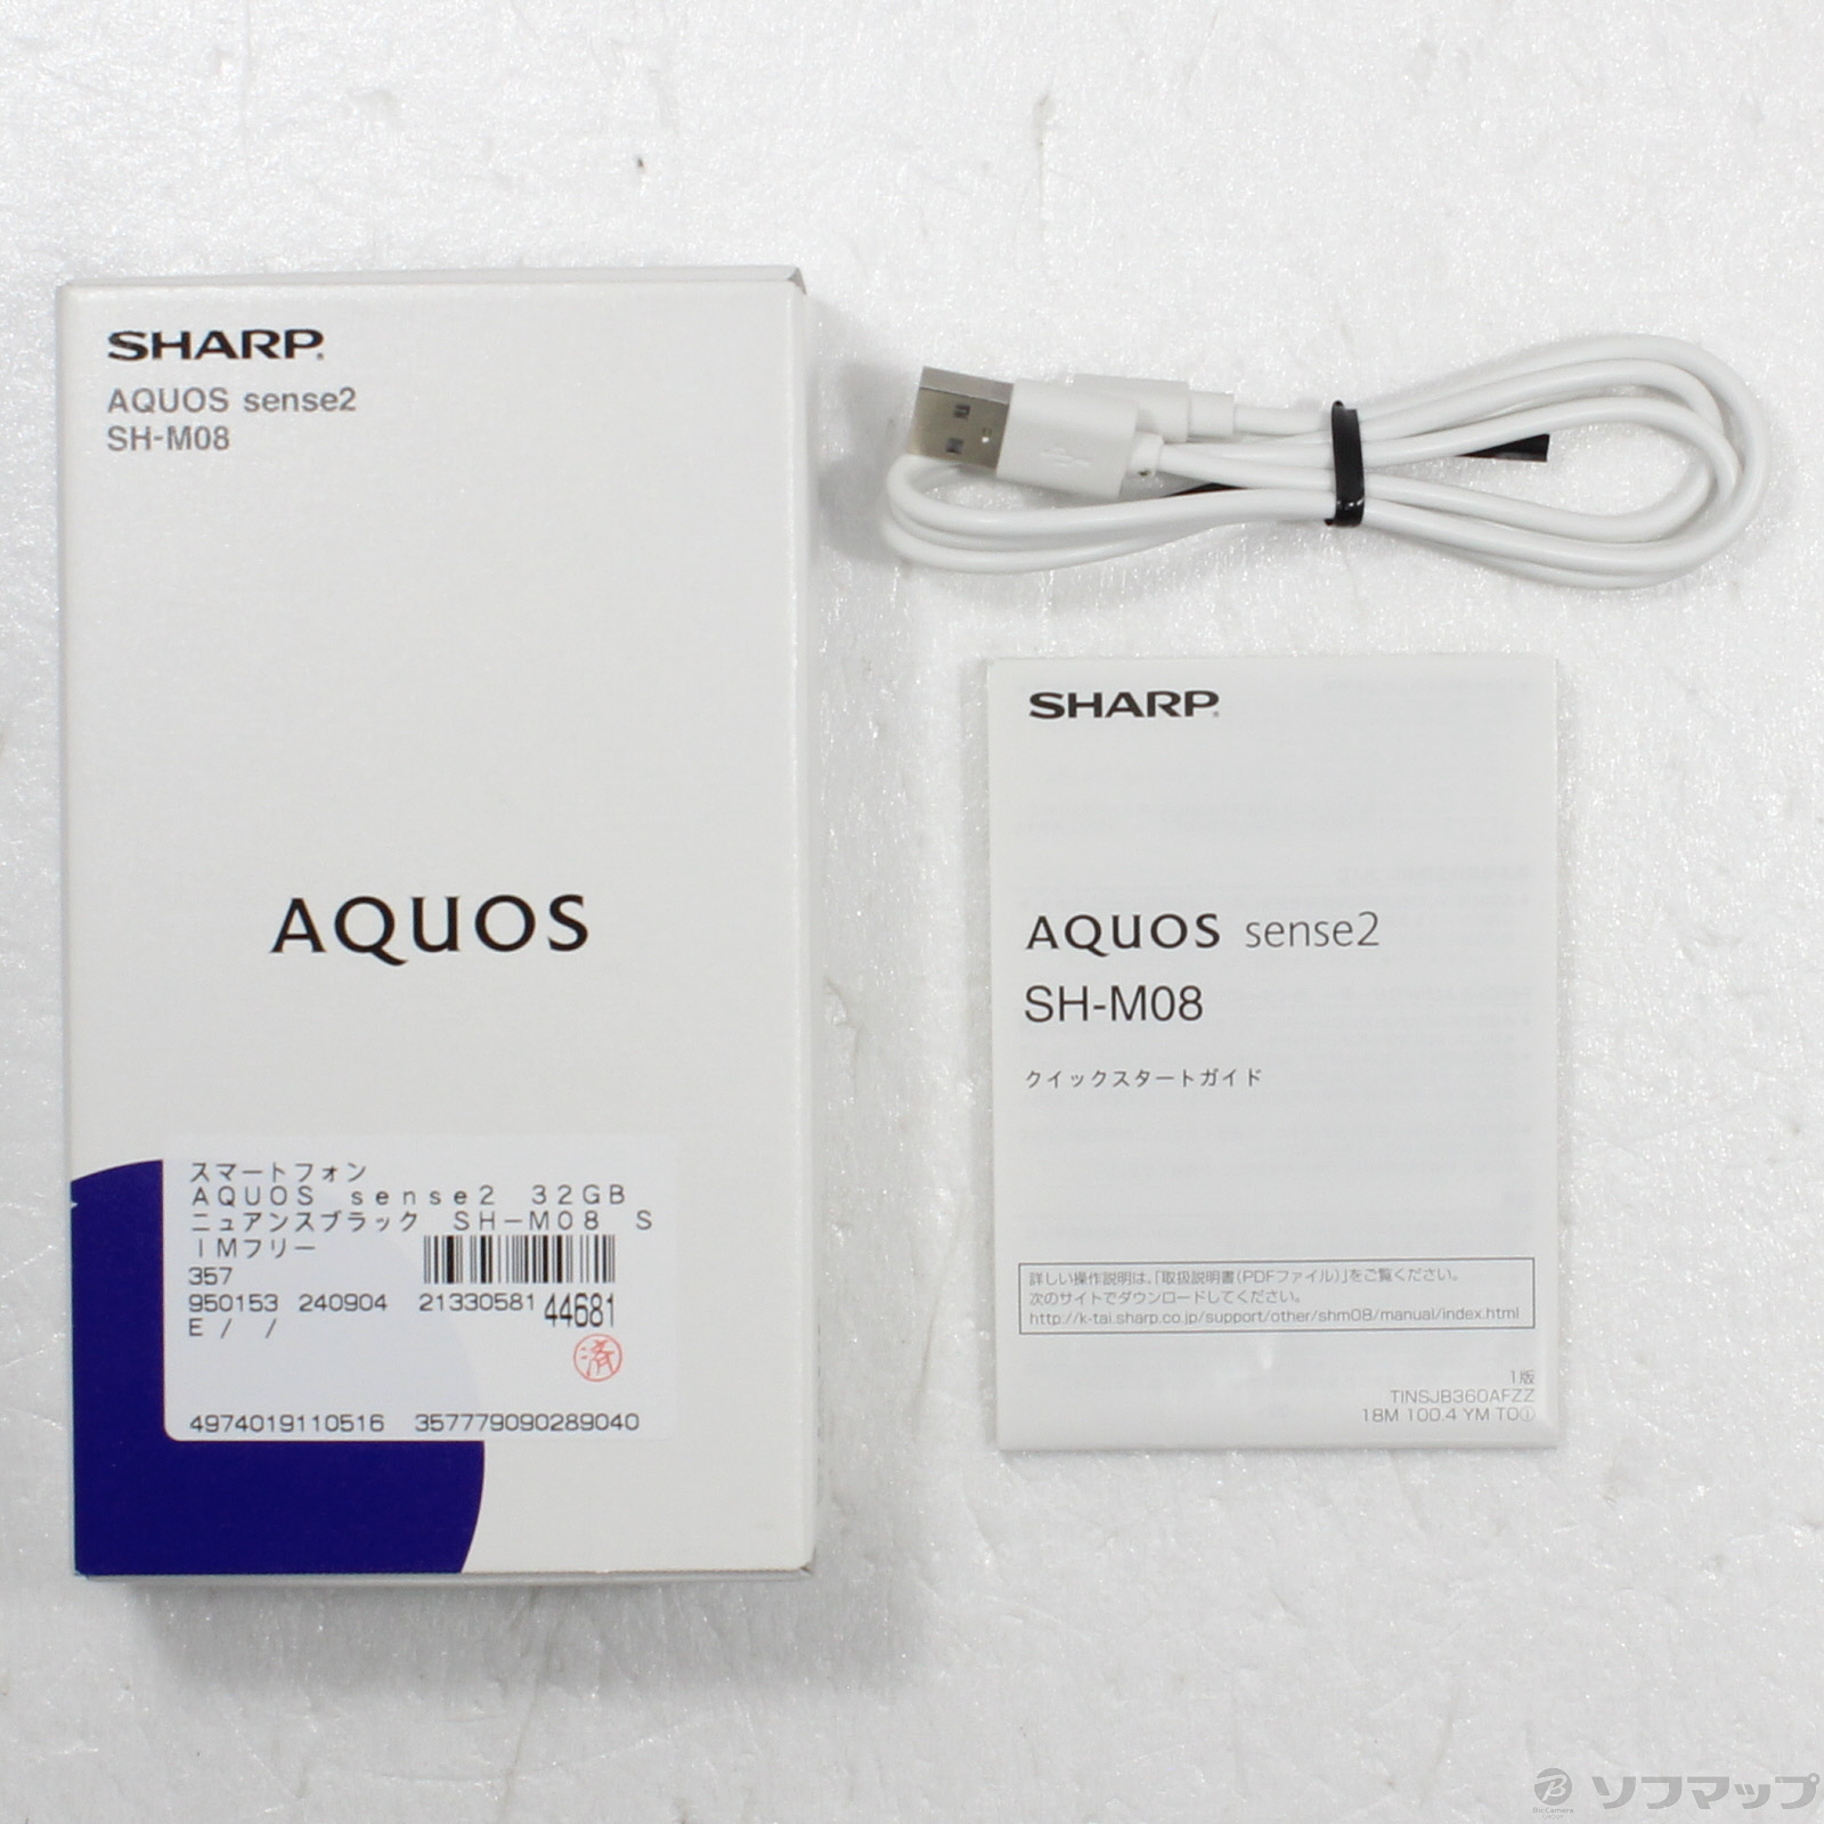 SHARP
AQUOS sense2
SH-M08
AQUOS
スマートフォン
ＡＱＵＯＳ　ｓｅｎｓｅ２　３２ＧＢ
ニュアンスブラック　ＳＨ－Ｍ０８　Ｓ
ＩＭフリー
357
950153 240904 21330581 44681
E / /
済
4974019110516 357779090289040
SHARP
AQUOS sense2
SH-M08
クイックスタートガイド
詳しい操作説明は、「取扱説明書（PDFファイル）」をご覧ください。
次のサイトでダウンロードしてください。
http://k-tai.sharp.co.jp/support/other/shm08/manual/index.html
1版
TINSJB360AFZZ
18M 100.4 YM TO①
BicCamera GROUP ソフマップ